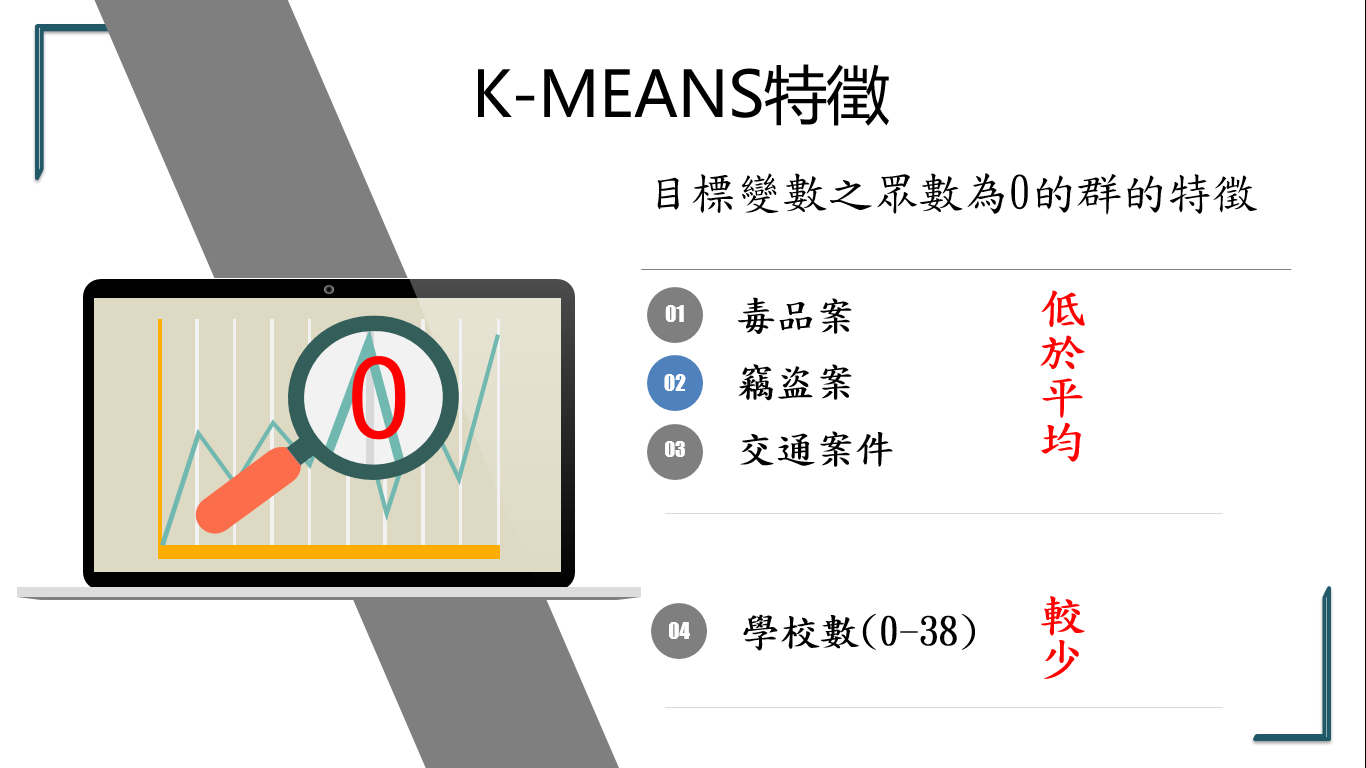 K-MEANS特徵
目標變數之眾數為0的群的特徵
0
01 毒品案
02 竊盜案
03 交通案件
低於平均
04 學校數(0-38)
較少